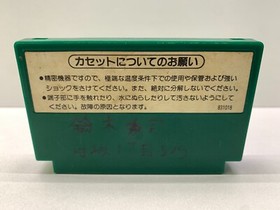 カセットについてのお願い
●精密機器ですので、極端な温度条件下での使用や保管および強い
ショックをさけてください。また、絶対に分解しないでください。
●端子部に手を触れたり、水にぬらしたりして汚さないようにして
ください。故障の原因となります。